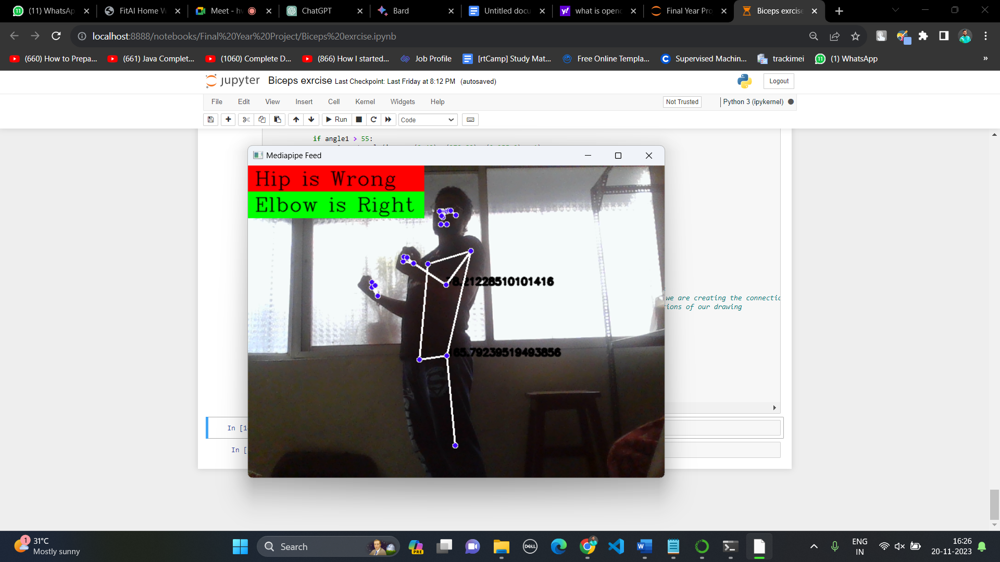 (11) WhatsAp
FitAI Home W
Meet - hv
ChatGPT
Bard
Untitled docu
what is openc
Final Year Pro
Biceps exrcise
localhost:8888/notebooks/Final%20Year%20Project/Biceps%20exrcise.ipynb
(660) How to Prepa...
(661) Java Complet...
(1060) Complete D...
(866) How I started...
Job Profile
[rtCamp] Study Mat...
Free Online Templa...
Supervised Machin...
trackimei
(1) WhatsApp
»
jupyter Biceps exrcise Last Checkpoint: Last Friday at 8:12 PM (autosaved)
Logout
File Edit View Insert Cell Kernel Widgets Help
Not Trusted
Python 3 (ipykernel)
Run
Code
if angle1 > 55:
Mediapipe Feed
Hip is Wrong
Elbow is Right
8.21228510101416
we are creating the connectio
ions of our drawing
65.792395194938​56
In [1
In [
1
31°C
Mostly sunny
Search
PRE
DELL
ENG
IN
16:26
20-11-2023